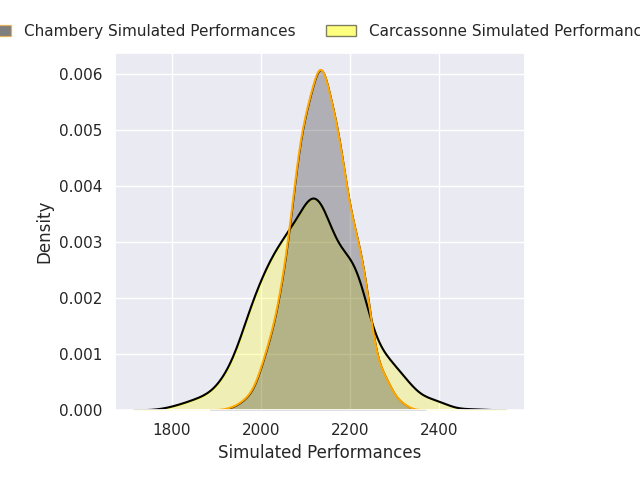 Chambery Simulated Performances
Carcassonne Simulated
0.006
0.005
0.004
0.003
0.002
0.001
0.000
Density
1800 2000 2200 2400
Simulated Performances